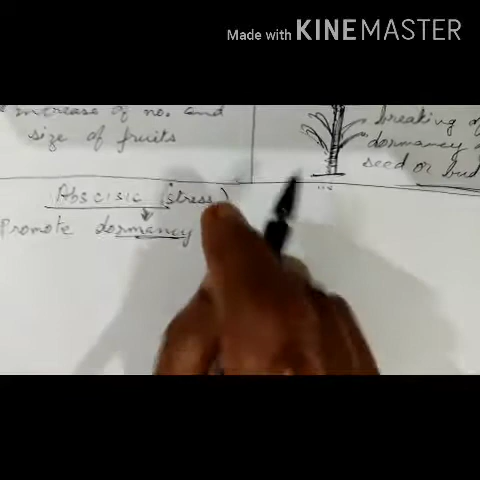 Made with KINEMASTER
increase of no. and
size of fruits
breaking of
dormancy
seed or bud
Abscisic (stress)
Promote dormancy